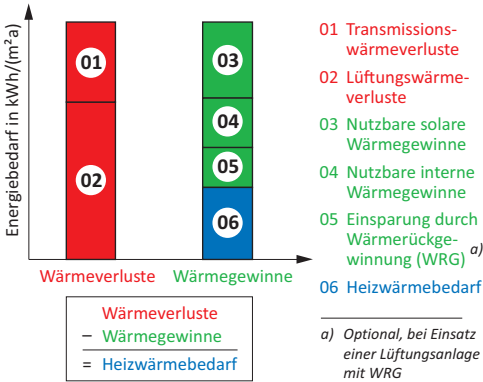 Energiebedarf in kWh/(m²a)
01
02
03
04
05
06
Wärmeverluste
Wärmegewinne
Wärmeverluste
– Wärmegewinne
= Heizwärmebedarf
01 Transmissions-
wärmeverluste
02 Lüftungswärme-
verluste
03 Nutzbare solare
Wärmegewinne
04 Nutzbare interne
Wärmegewinne
05 Einsparung durch
Wärmerückge-
winnung (WRG) a)
06 Heizwärmebedarf
a) Optional, bei Einsatz
einer Lüftungsanlage
mit WRG